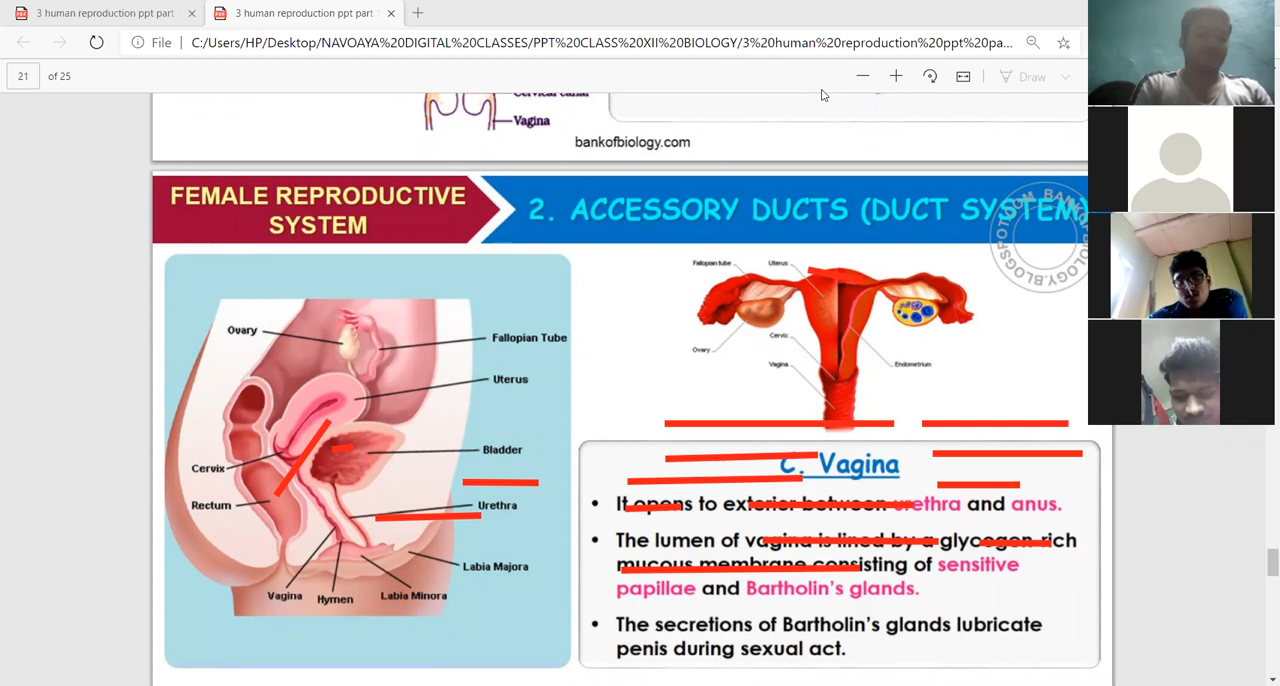 3 human reproduction ppt part
3 human reproduction ppt part
File
C:/Users/HP/Desktop/NAVOAYA%20DIGITAL%20CLASSES/PPT%20CLASS%20XII%20BIOLOGY/3%20human%20reproduction%20ppt%20pa...
21 of 25
Draw
Cervical canal
Vagina
bankofbiology.com
FEMALE REPRODUCTIVE
SYSTEM
2. ACCESSORY DUCTS (DUCT SYSTEM)
Ovary
Fallopian Tube
Uterus
Bladder
Cervix
Rectum
Urethra
Labia Majora
Vagina
Hymen
Labia Minora
Fallopian tube
Uterus
Cervix
Ovary
Vagina
Endometrium
C. Vagina
• It opens to exterior between urethra and anus.
• The lumen of vagina is lined by a glycogen rich
mucous membrane consisting of sensitive
papillae and Bartholin's glands.
• The secretions of Bartholin's glands lubricate
penis during sexual act.